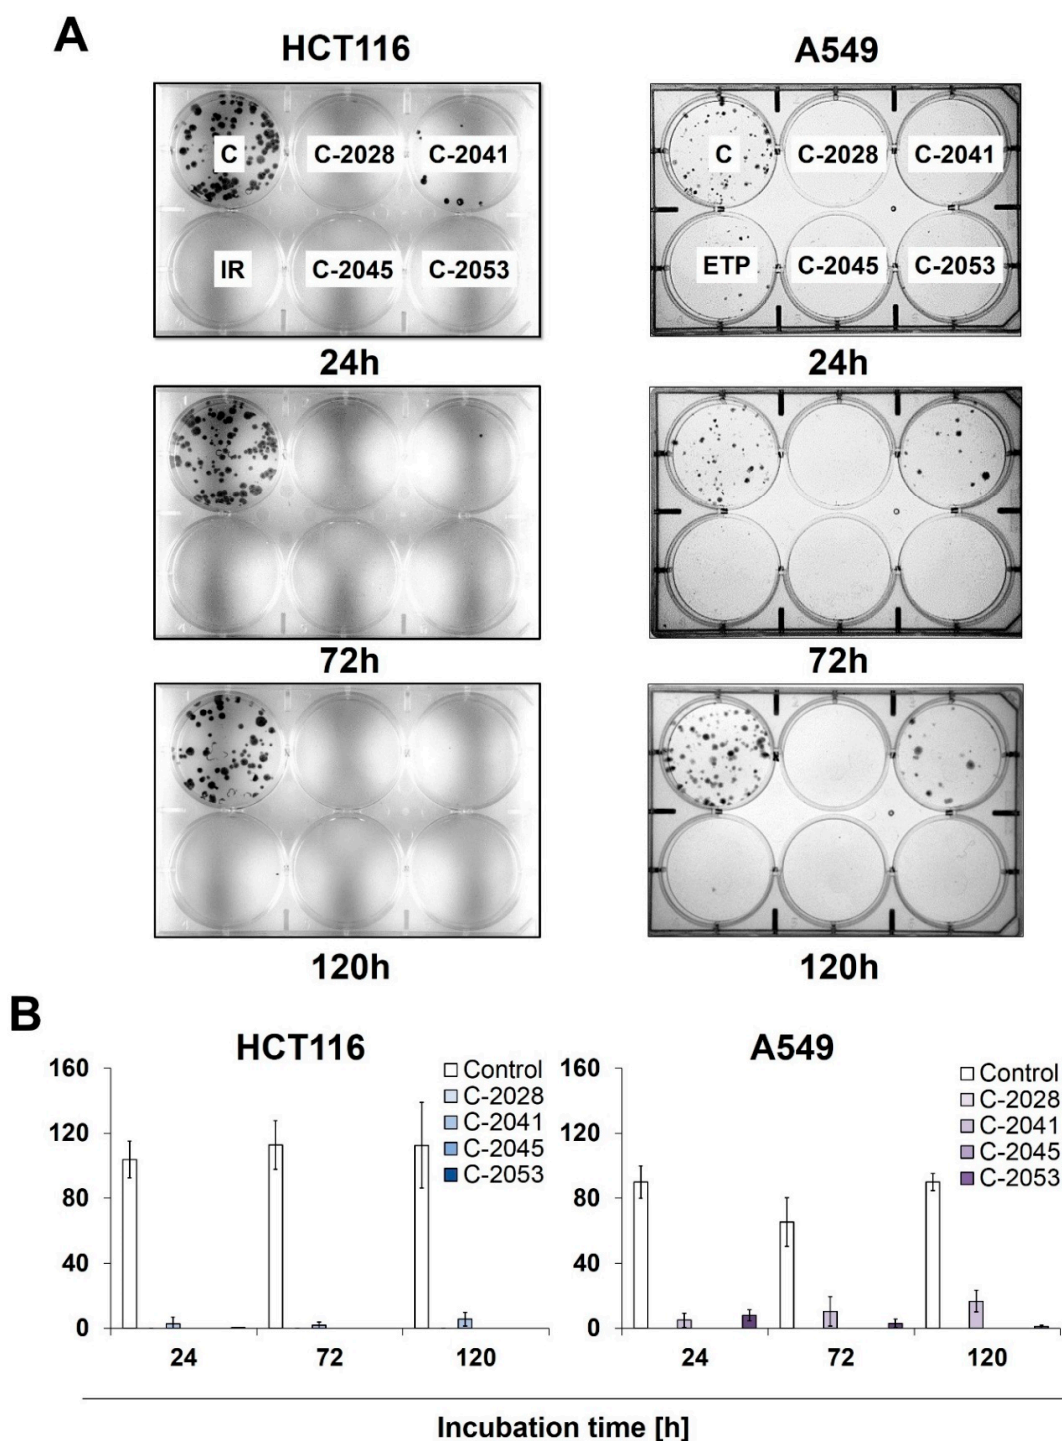 A
HCT116
A549
C C-2028 C-2041
IR C-2045 C-2053
C C-2028 C-2041
ETP C-2045 C-2053
24h
24h
72h
72h
120h
120h
B
HCT116
160
120
80
40
0
Control
C-2028
C-2041
C-2045
C-2053
24 72 120
A549
160
120
80
40
0
Control
C-2028
C-2041
C-2045
C-2053
24 72 120
Incubation time [h]